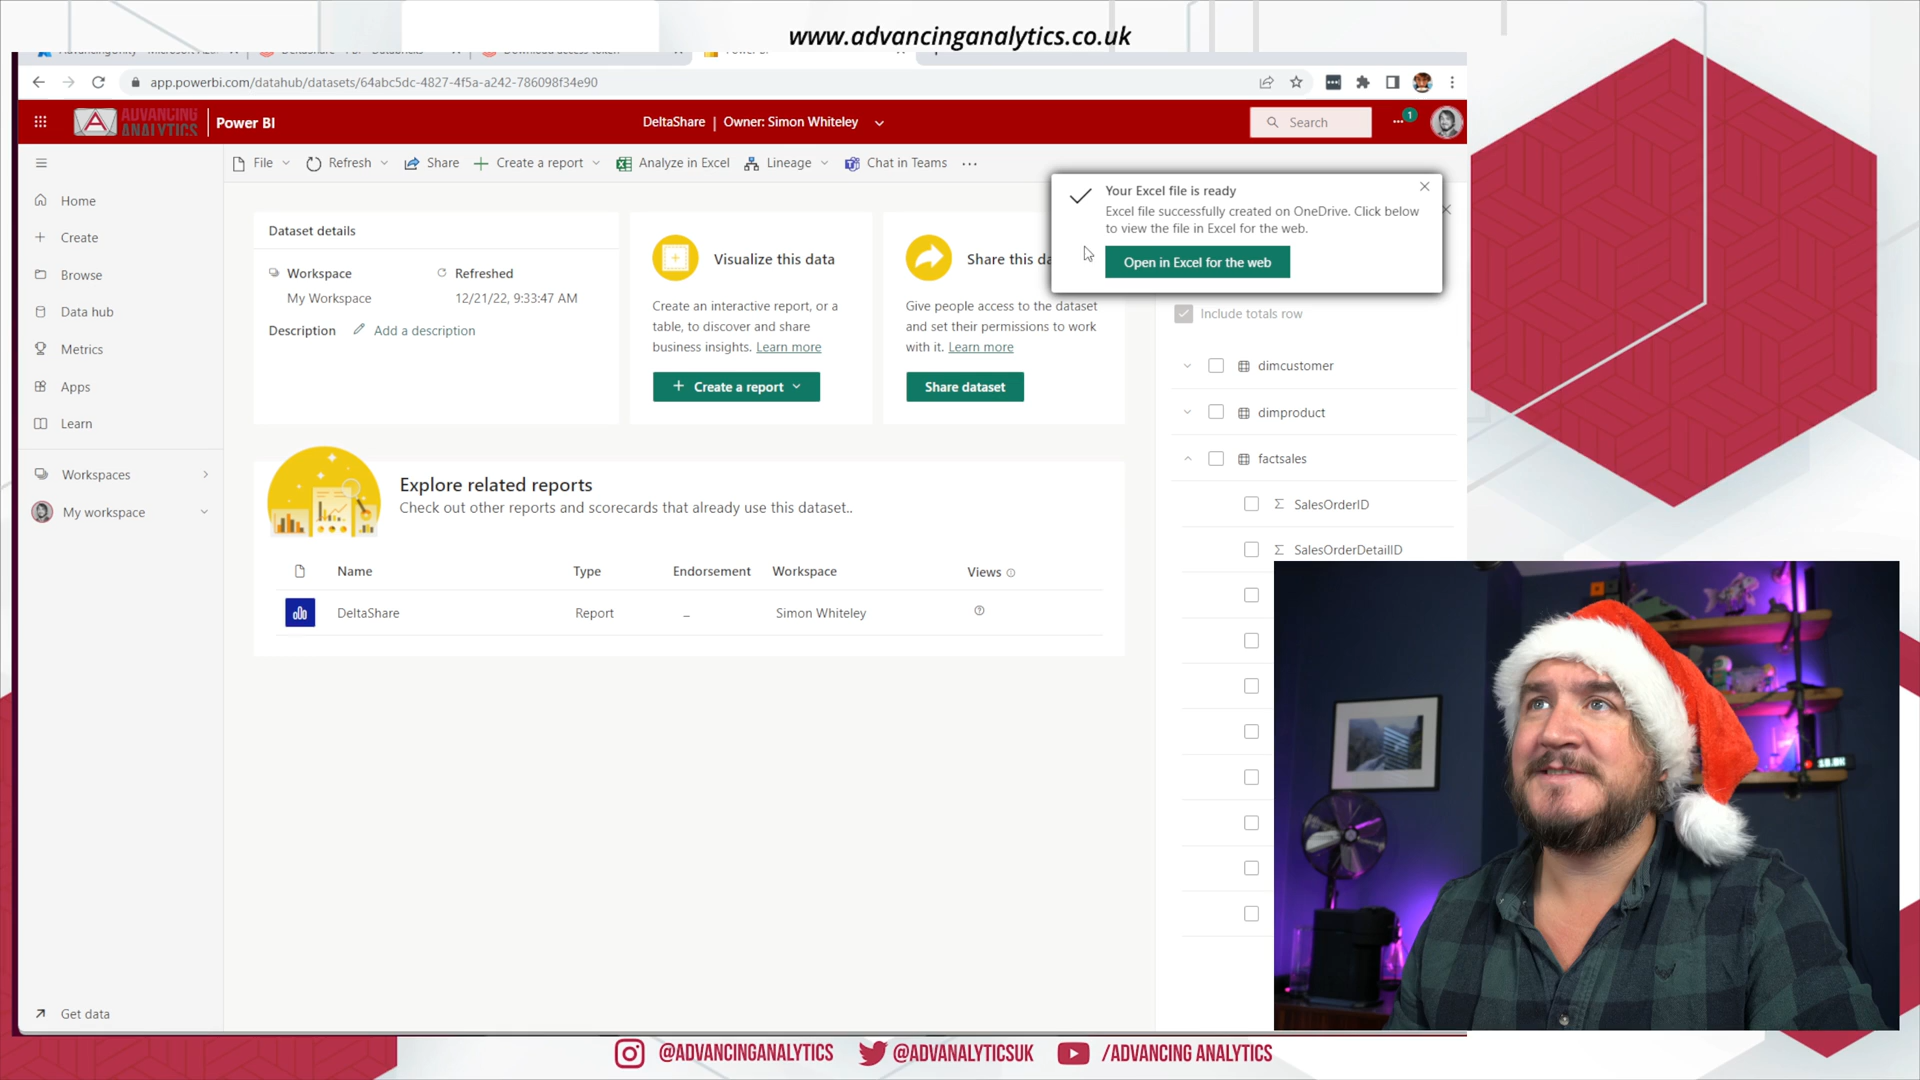 www.advancinganalytics.co.uk
app.powerbi.com/datahub/datasets/64abc5dc-4827-4f5a-a242-786098f34e90
ADVANCING
ANALYTICS
Power BI
DeltaShare | Owner: Simon Whiteley
Search
1
File
Refresh
Share
Create a report
Analyze in Excel
Lineage
Chat in Teams
Home
Create
Browse
Data hub
Metrics
Apps
Learn
Workspaces
My workspace
Get data
Dataset details
Workspace
Refreshed
My Workspace
12/21/22, 9:33:47 AM
Description
Add a description
Visualize this data
Create an interactive report, or a
table, to discover and share
business insights. Learn more
Create a report
Share this da
Give people access to the dataset
and set their permissions to work
with it. Learn more
Share dataset
Your Excel file is ready
Excel file successfully created on OneDrive. Click below
to view the file in Excel for the web.
Open in Excel for the web
Include totals row
dimcustomer
dimproduct
factsales
SalesOrderID
SalesOrderDetailID
Explore related reports
Check out other reports and scorecards that already use this dataset..
Name
Type
Endorsement
Workspace
Views
DeltaShare
Report
–
Simon Whiteley
@ADVANCINGANALYTICS
@ADVANALYTICSUK
/ADVANCING ANALYTICS